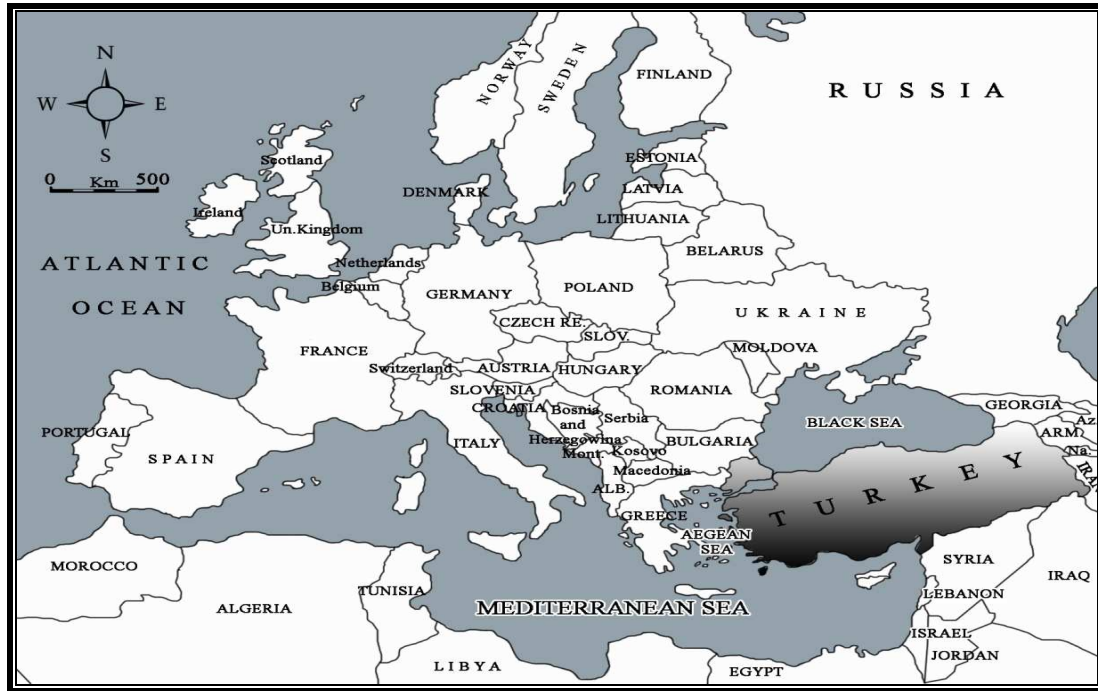 N
W E
S
0 Km 500
NORWAY
SWEDEN
FINLAND
RUSSIA
Scotland
ESTONIA
DENMARK
LATVIA
Ireland
LITHUANIA
Un.Kingdom
BELARUS
ATLANTIC
OCEAN
Netherlands
Belgium
GERMANY
POLAND
UKRAINE
CZECH RE.
SLOV.
FRANCE
MOLDOVA
Switzerland
AUSTRIA
HUNGARY
SLOVENIA
ROMANIA
CROATIA
Bosnia
and
Herzegowina
Serbia
GEORGIA
BLACK SEA
Az
ARM.
PORTUGAL
SPAIN
ITALY
Mont.
Kosovo
BULGARIA
Na.
IRAN
Macedonia
ALB.
TURKEY
GREECE
AEGEAN
SEA
MOROCCO
SYRIA
IRAQ
ALGERIA
TUNISIA
LEBANON
MEDITERRANEAN SEA
ISRAEL
JORDAN
LIBYA
EGYPT